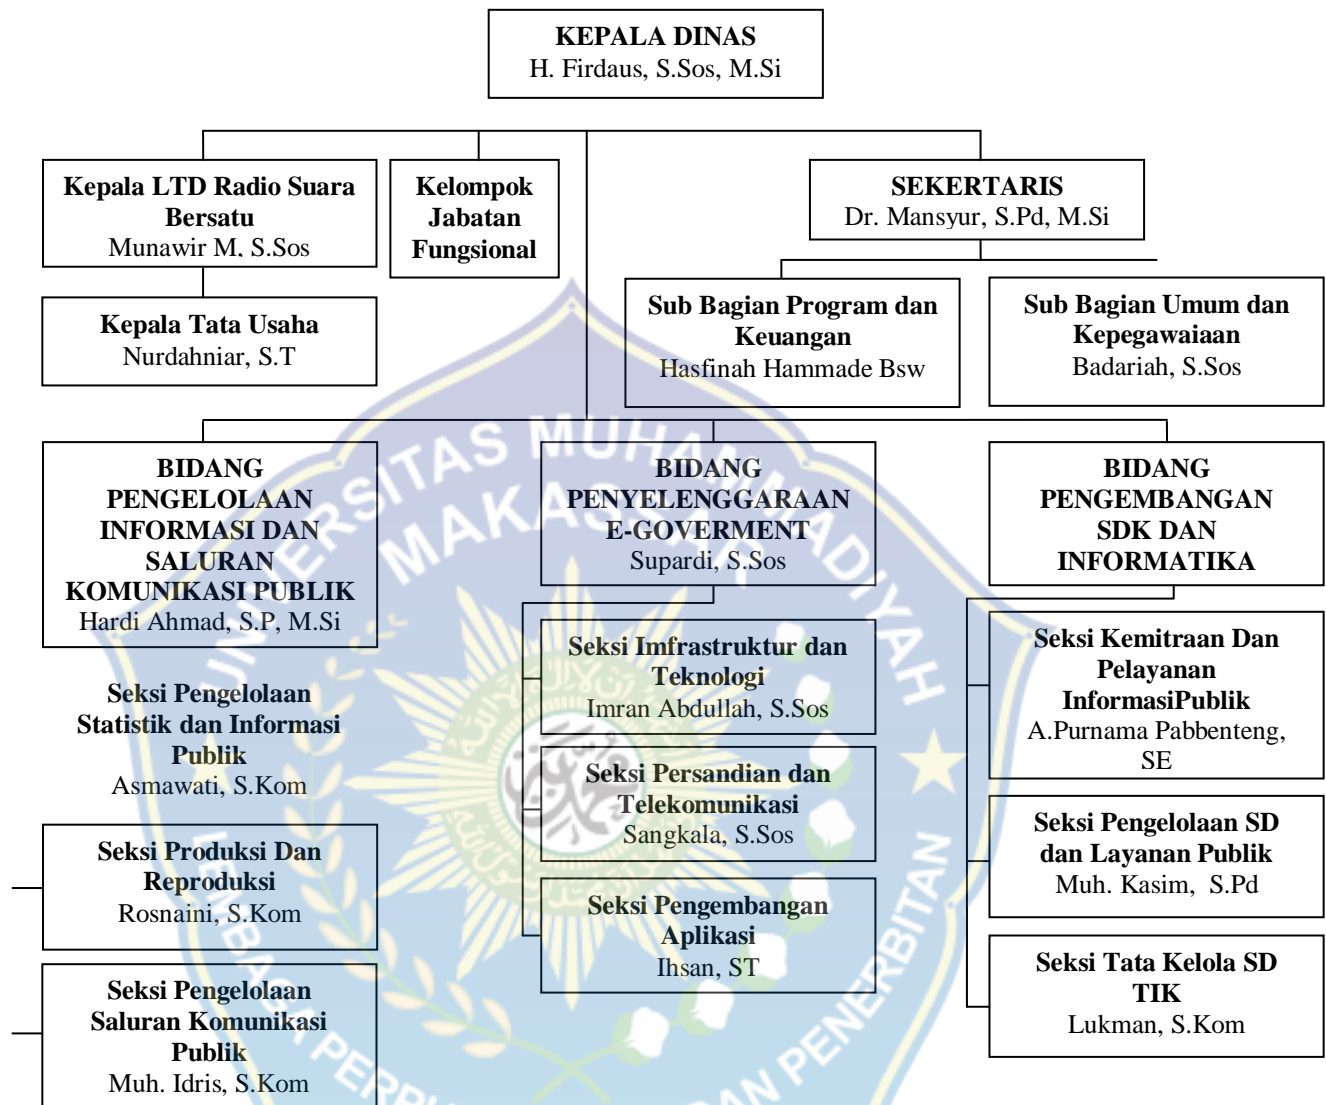 KEPALA DINAS
H. Firdaus, S.Sos, M.Si
Kepala LTD Radio Suara
Bersatu
Munawir M, S.Sos
Kelompok
Jabatan
Fungsional
SEKERTARIS
Dr. Mansyur, S.Pd, M.Si
Kepala Tata Usaha
Nurdahniar, S.T
Sub Bagian Program dan
Keuangan
Hasfinah Hammade Bsw
Sub Bagian Umum dan
Kepegawaiaan
Badariah, S.Sos
BIDANG
PENGELOLAAN
INFORMASI DAN
SALURAN
KOMUNIKASI PUBLIK
Hardi Ahmad, S.P, M.Si
Seksi Pengelolaan
Statistik dan Informasi
Publik
Asmawati, S.Kom
Seksi Produksi Dan
Reproduksi
Rosnaini, S.Kom
Seksi Pengelolaan
Saluran Komunikasi
Publik
Muh. Idris, S.Kom
BIDANG
PENYELENGGARAAN
E-GOVERMENT
Supardi, S.Sos
Seksi Imfrastruktur dan
Teknologi
Imran Abdullah, S.Sos
Seksi Persandian dan
Telekomunikasi
Sangkala, S.Sos
Seksi Pengembangan
Aplikasi
Ihsan, ST
BIDANG
PENGEMBANGAN
SDK DAN
INFORMATIKA
Seksi Kemitraan Dan
Pelayanan
InformasiPublik
A.Purnama Pabbenteng,
SE
Seksi Pengelolaan SD
dan Layanan Publik
Muh. Kasim,  S.Pd
Seksi Tata Kelola SD
TIK
Lukman, S.Kom
UNIVERSITAS MUHAMMADIYAH
MAKASSAR
LEMBAGA
PENERBITAN